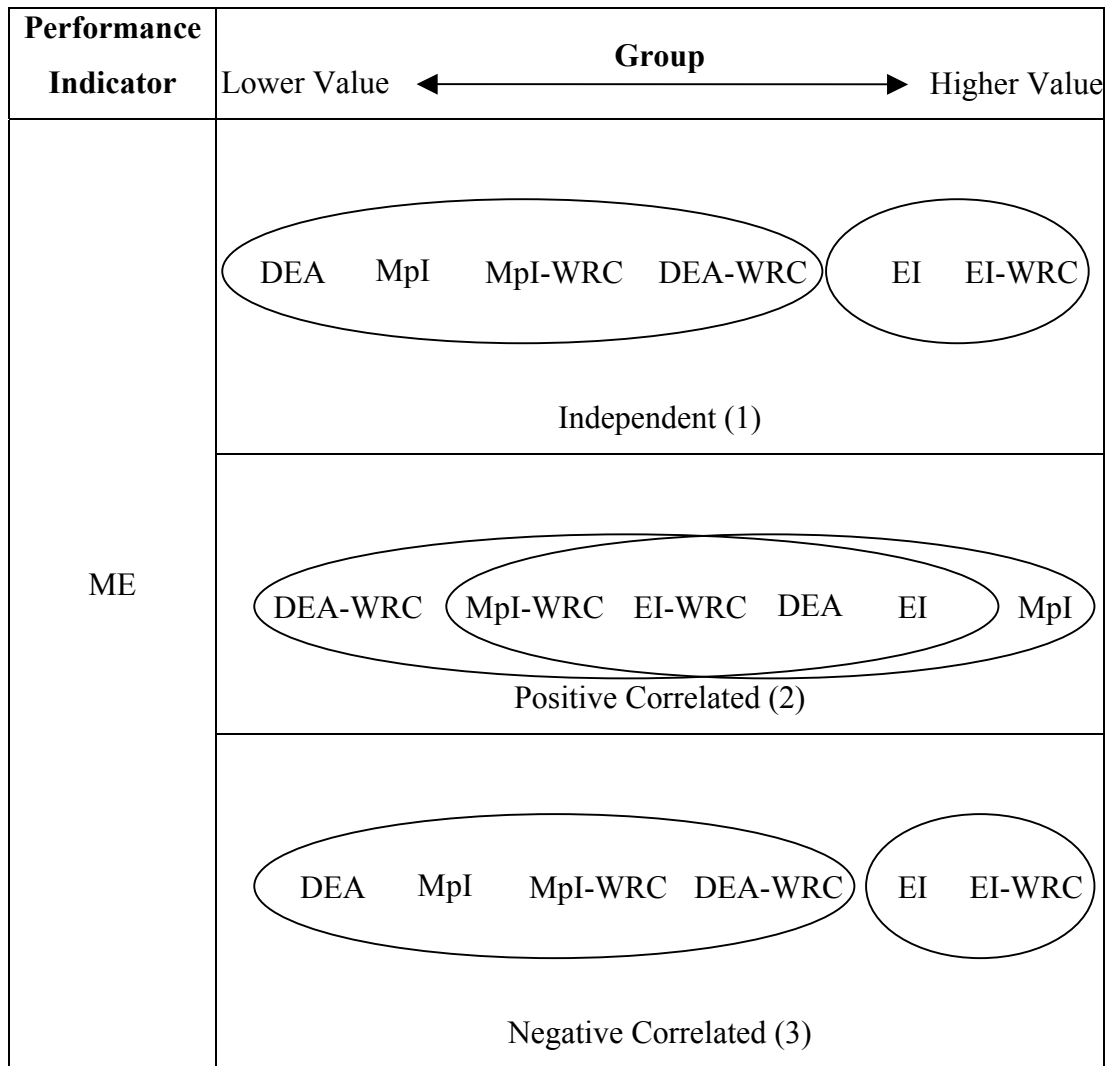 Performance
Indicator
Group
Lower Value Higher Value
ME
DEA MpI MpI-WRC DEA-WRC EI EI-WRC
Independent (1)
DEA-WRC MpI-WRC EI-WRC DEA EI MpI
Positive Correlated (2)
DEA MpI MpI-WRC DEA-WRC EI EI-WRC
Negative Correlated (3)